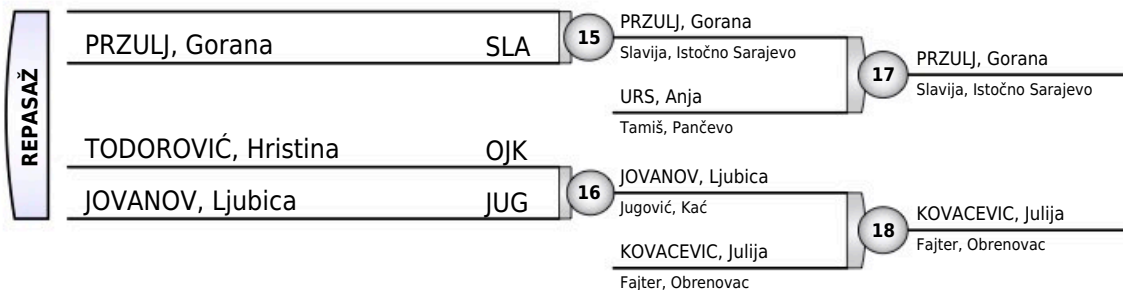 REPASAŽ
PRZULJ, Gorana SLA
TODOROVIĆ, Hristina OJK
JOVANOV, Ljubica JUG
15
PRZULJ, Gorana
Slavija, Istočno Sarajevo
URS, Anja
Tamiš, Pančevo
16
JOVANOV, Ljubica
Jugović, Kać
KOVACEVIC, Julija
Fajter, Obrenovac
17
PRZULJ, Gorana
Slavija, Istočno Sarajevo
18
KOVACEVIC, Julija
Fajter, Obrenovac